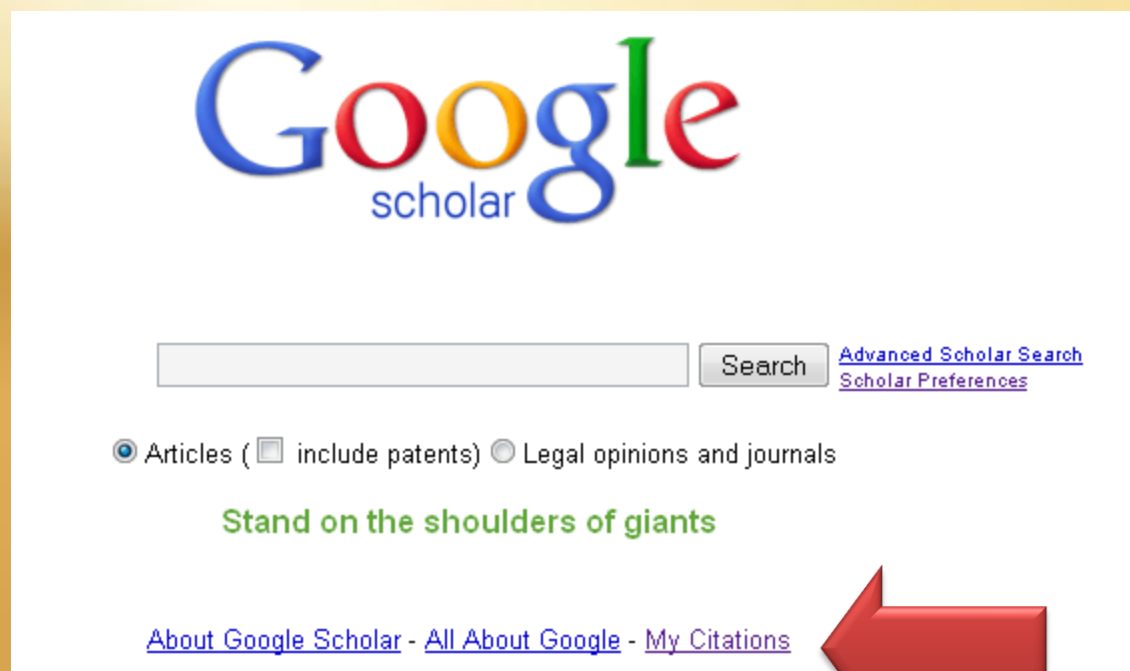 Google
scholar
Search
Advanced Scholar Search
Scholar Preferences
Articles ( include patents) Legal opinions and journals
Stand on the shoulders of giants
About Google Scholar - All About Google - My Citations